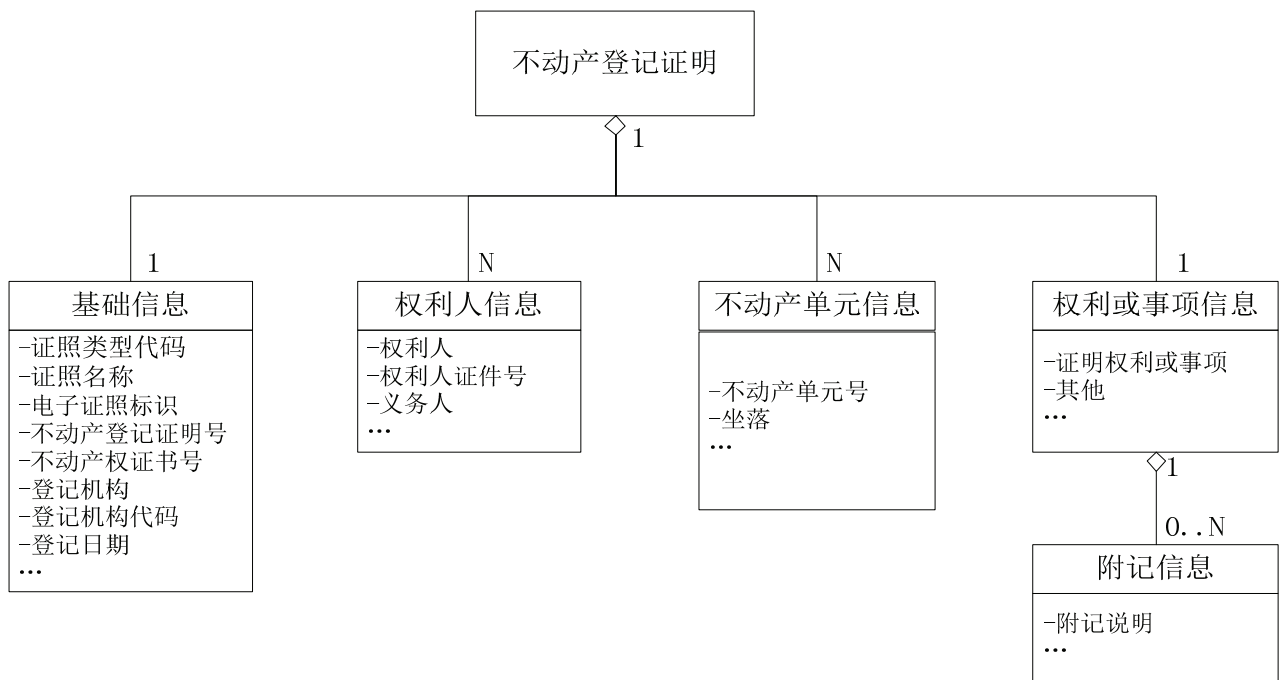 不动产登记证明
1
1
N
N
1
基础信息
-证照类型代码
-证照名称
-电子证照标识
-不动产登记证明号
-不动产权证书号
-登记机构
-登记机构代码
-登记日期
…
权利人信息
-权利人
-权利人证件号
-义务人
…
不动产单元信息
-不动产单元号
-坐落
…
权利或事项信息
-证明权利或事项
-其他
…
1
0..N
附记信息
-附记说明
…